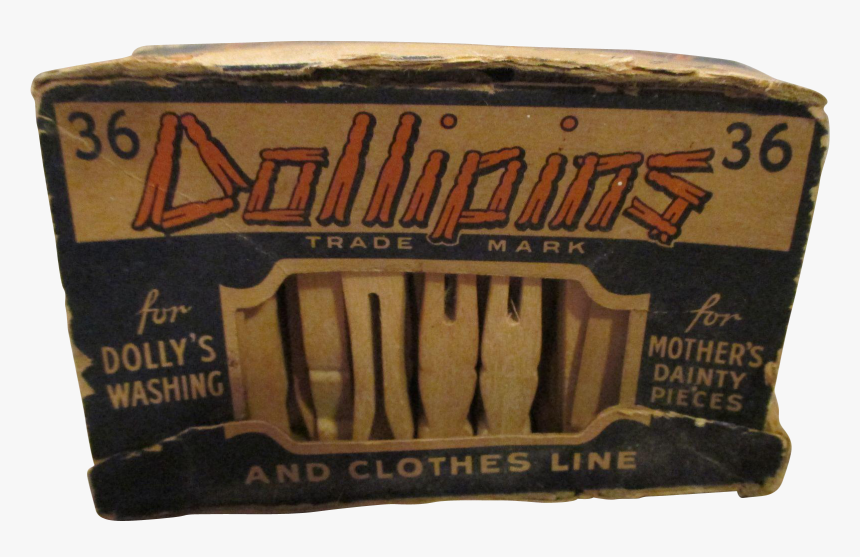 36 Dollipins 36
TRADE MARK
for
DOLLY'S
WASHING
for
MOTHER'S
DAINTY
PIECES
AND CLOTHES LINE